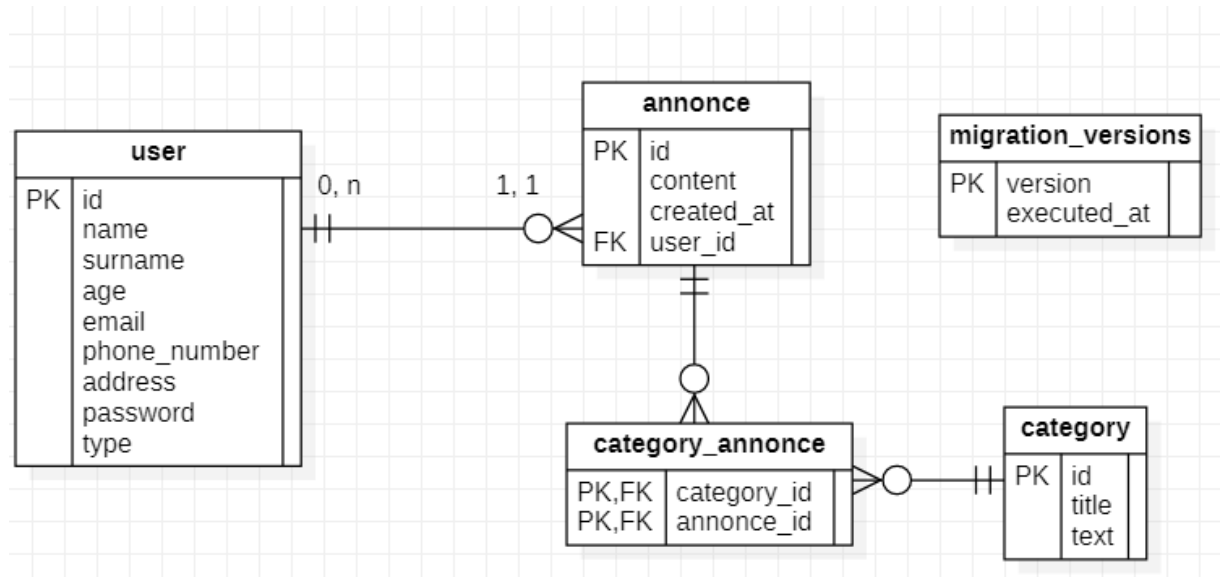 user
PK id
name
surname
age
email
phone_number
address
password
type
0, n
1, 1
annonce
PK id
content
created_at
FK user_id
migration_versions
PK version
executed_at
category_annonce
PK,FK category_id
PK,FK annonce_id
category
PK id
title
text